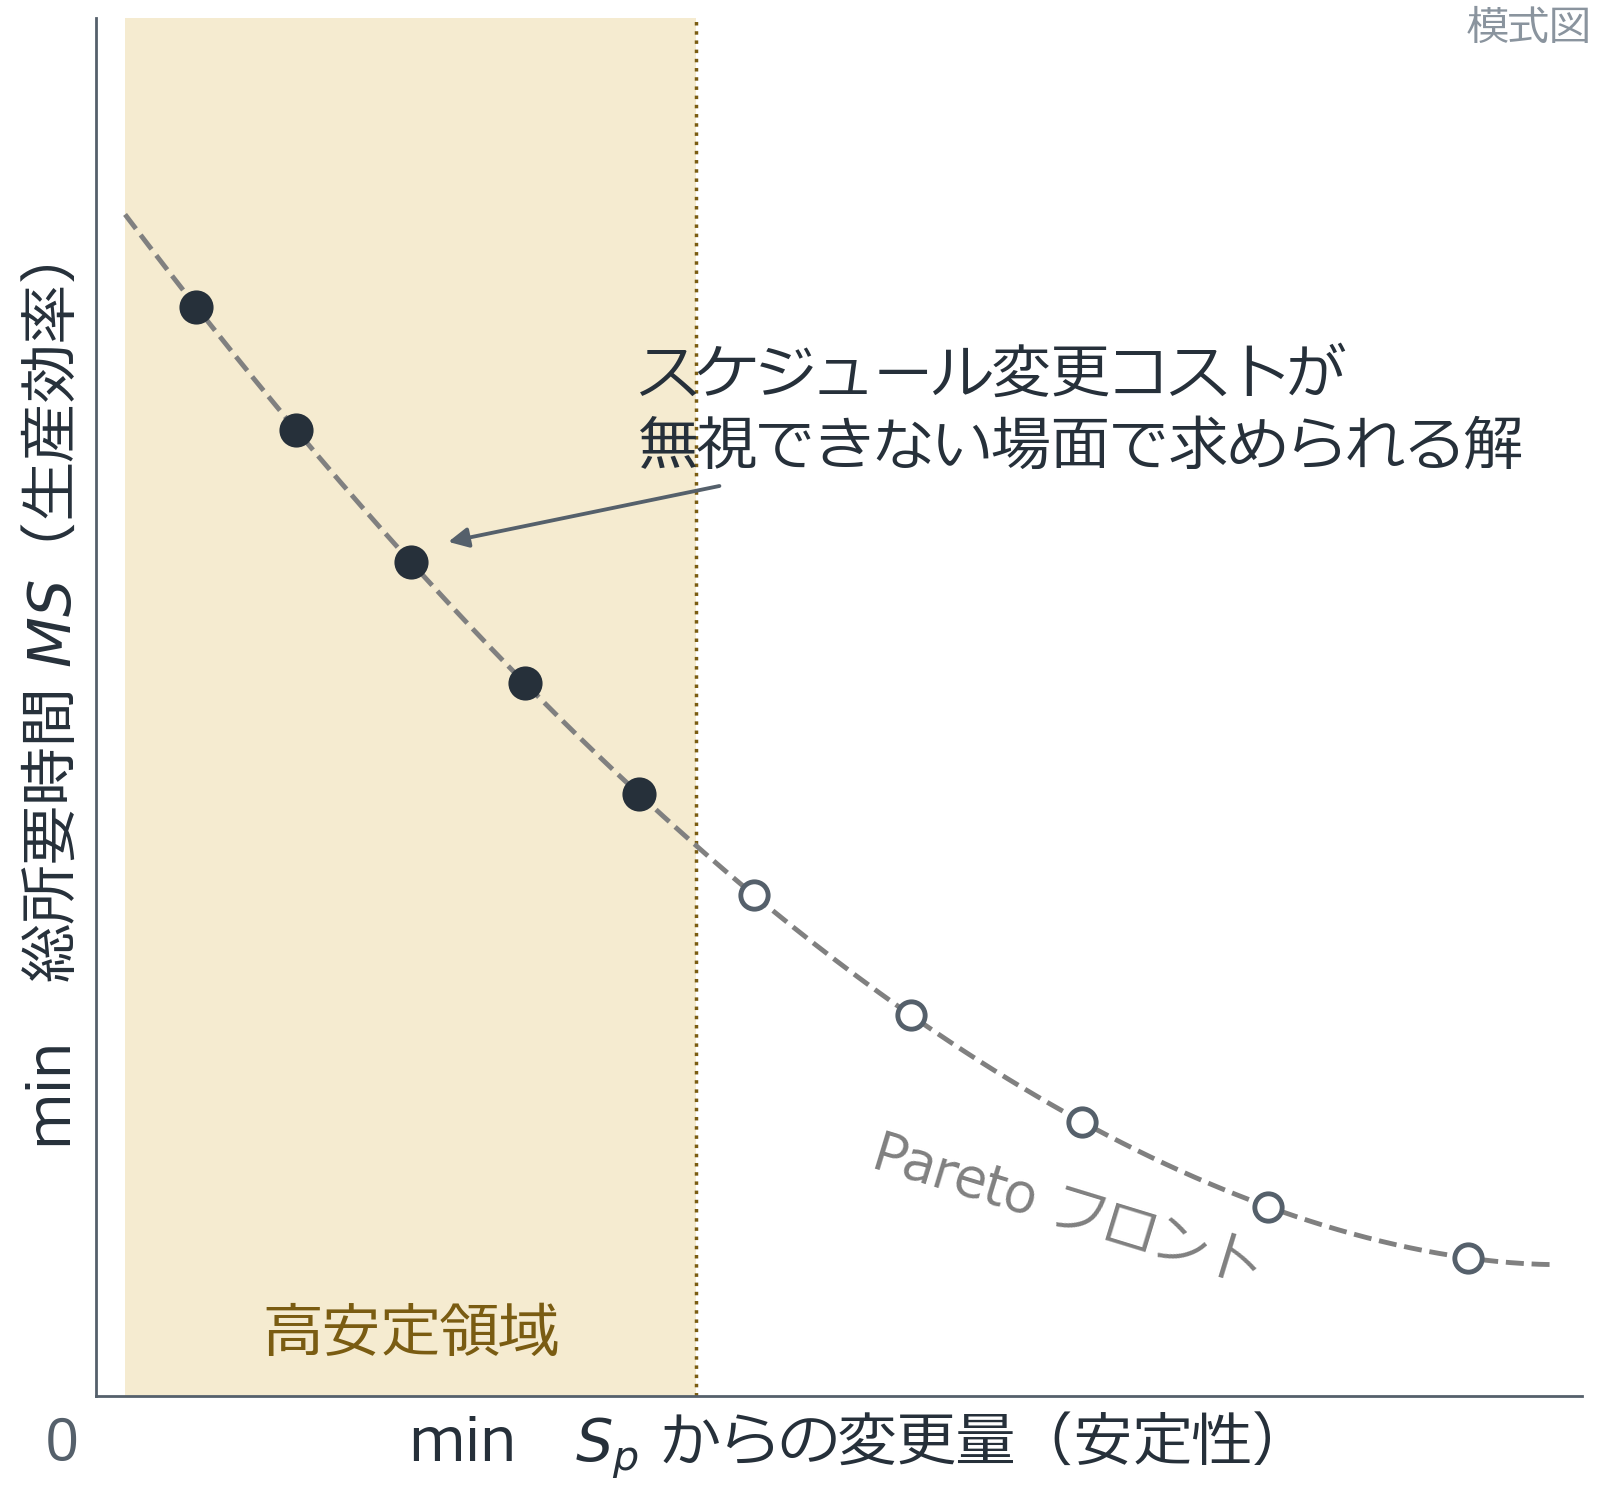 模式図
min 総所要時間 MS（生産効率）
スケジュール変更コストが
無視できない場面で求められる解
Pareto フロント
高安定領域
0
min Sp からの変更量（安定性）